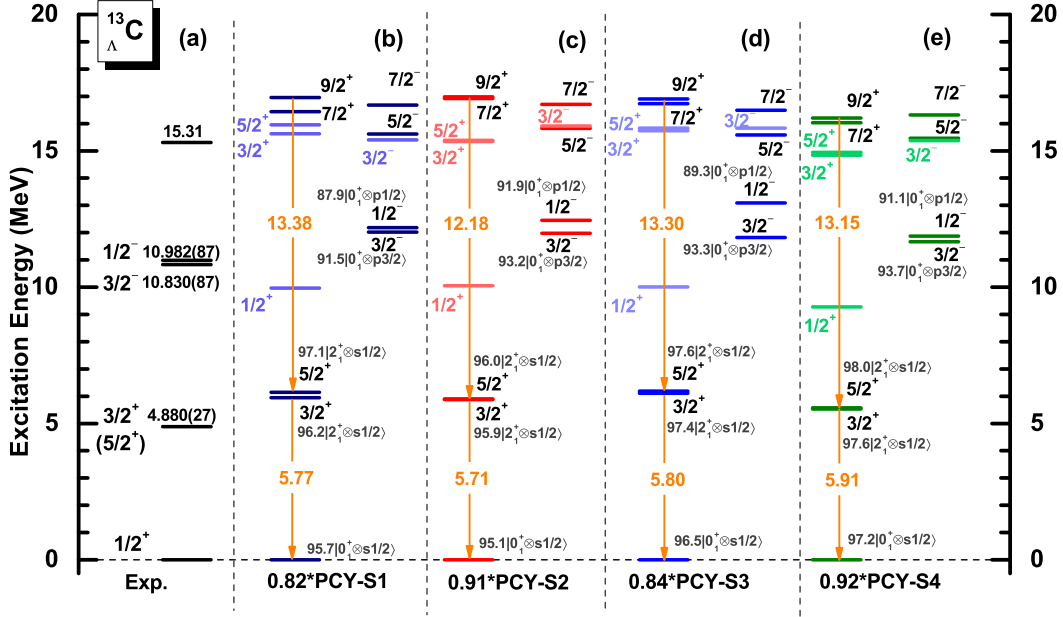 Excitation Energy (MeV)
20
15
10
5
0
13
Λ C
(a)
15.31
1/2⁻ 10.982(87)
3/2⁻ 10.830(87)
3/2⁺ 4.880(27)
(5/2⁺)
1/2⁺
Exp.
(b)
9/2⁺
7/2⁺
5/2⁺
3/2⁺
7/2⁻
5/2⁻
3/2⁻
87.9|0₁⁺⊗p1/2⟩
1/2⁻
13.38
3/2⁻
91.5|0₁⁺⊗p3/2⟩
1/2⁺
97.1|2₁⁺⊗s1/2⟩
5/2⁺
3/2⁺
96.2|2₁⁺⊗s1/2⟩
5.77
95.7|0₁⁺⊗s1/2⟩
0.82*PCY-S1
(c)
9/2⁺
7/2⁺
5/2⁺
3/2⁺
7/2⁻
3/2⁻
5/2⁻
91.9|0₁⁺⊗p1/2⟩
1/2⁻
12.18
3/2⁻
93.2|0₁⁺⊗p3/2⟩
1/2⁺
96.0|2₁⁺⊗s1/2⟩
5/2⁺
3/2⁺
95.9|2₁⁺⊗s1/2⟩
5.71
95.1|0₁⁺⊗s1/2⟩
0.91*PCY-S2
(d)
9/2⁺
7/2⁺
5/2⁺
3/2⁺
7/2⁻
3/2⁻
5/2⁻
89.3|0₁⁺⊗p1/2⟩
1/2⁻
13.30
3/2⁻
93.3|0₁⁺⊗p3/2⟩
1/2⁺
97.6|2₁⁺⊗s1/2⟩
5/2⁺
3/2⁺
97.4|2₁⁺⊗s1/2⟩
5.80
96.5|0₁⁺⊗s1/2⟩
0.84*PCY-S3
(e)
9/2⁺
7/2⁺
5/2⁺
3/2⁺
7/2⁻
5/2⁻
3/2⁻
91.1|0₁⁺⊗p1/2⟩
1/2⁻
13.15
3/2⁻
93.7|0₁⁺⊗p3/2⟩
1/2⁺
98.0|2₁⁺⊗s1/2⟩
5/2⁺
3/2⁺
97.6|2₁⁺⊗s1/2⟩
5.91
97.2|0₁⁺⊗s1/2⟩
0.92*PCY-S4
20
15
10
5
0